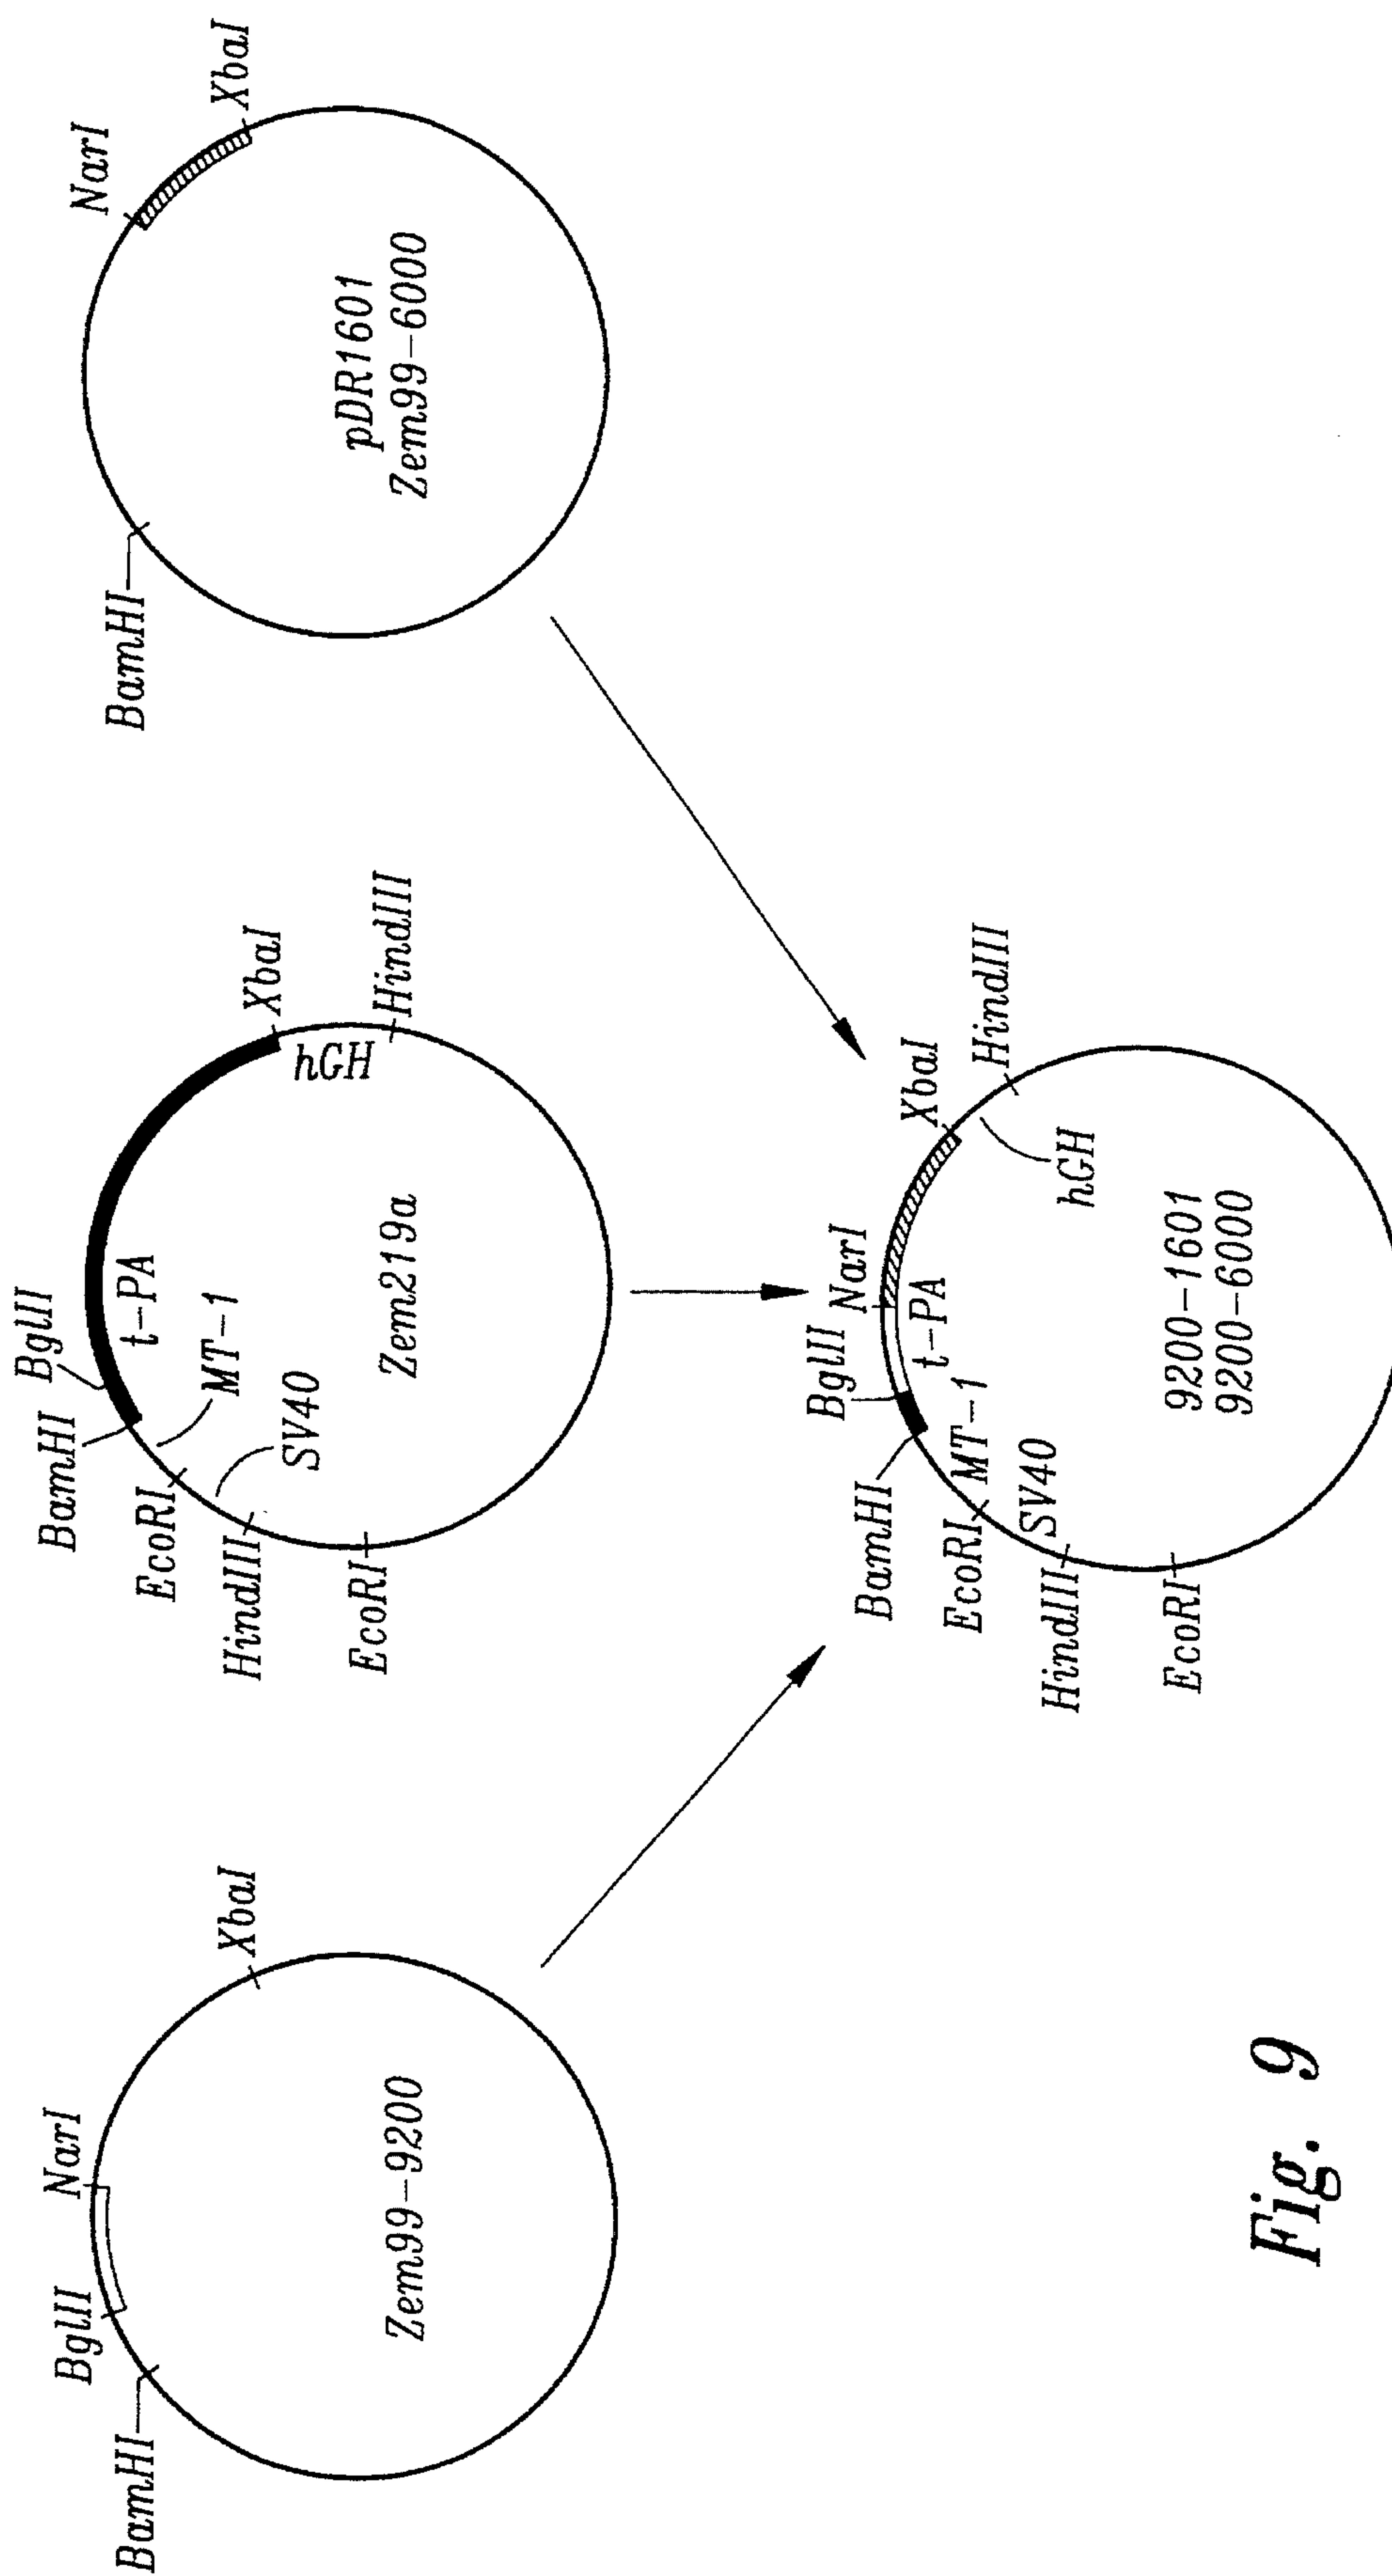 BamHI
BglII
NarI
XbaI
Zem99-9200
EcoRI
HindIII
EcoRI
BamHI
BglII
t-PA
MT-1
SV40
XbaI
hGH
HindIII
Zem219a
BamHI
NarI
XbaI
pDR1601
Zem99-6000
BamHI
BglII
NarI
XbaI
EcoRI
MT-1
t-PA
HindIII
SV40
hGH
HindIII
EcoRI
9200-1601
9200-6000
Fig. 9